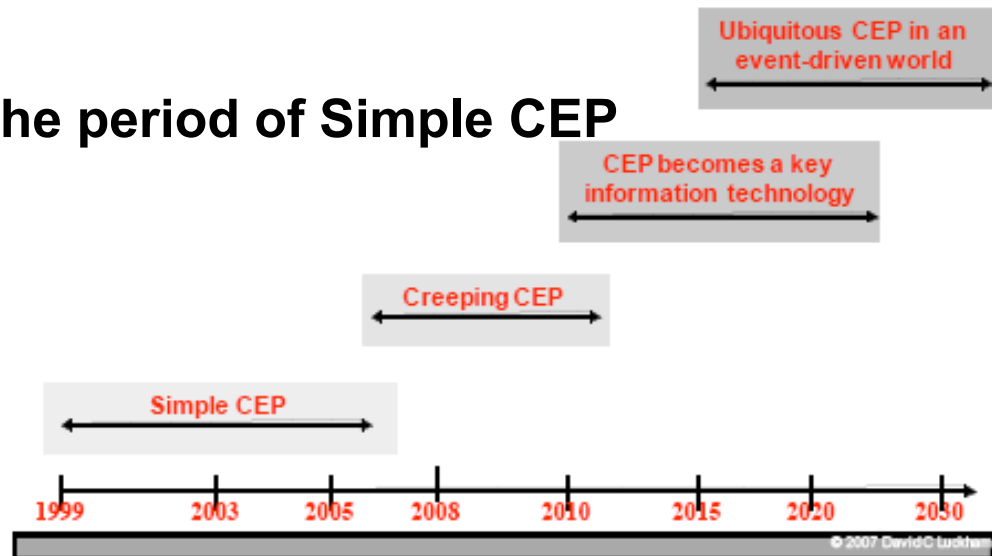 Ubiquitous CEP in an
event-driven world
he period of Simple CEP
CEP becomes a key
information technology
Creeping CEP
Simple CEP
1999 2003 2005 2008 2010 2015 2020 2030
© 2007 David C Luckham